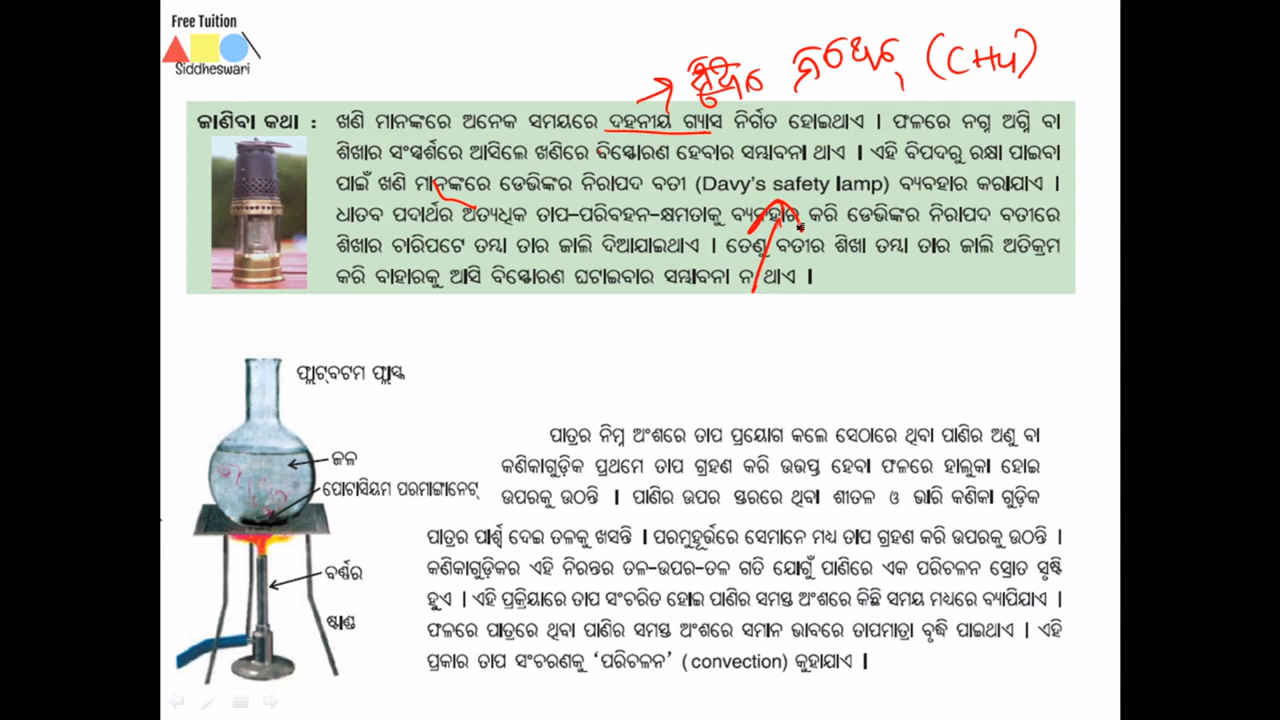 Free Tuition
Siddheswari
ମିଥେନ୍ (CH4)
ଜାଣିବା କଥା : ଖଣି ମାନଙ୍କରେ ଅନେକ ସମୟରେ ଦହନୀୟ ଗ୍ୟାସ ନିର୍ଗତ ହୋଇଥାଏ । ଫଳରେ ନଗ୍ନ ଅଗ୍ନି ବା
ଶିଖାର ସଂସ୍ପର୍ଶରେ ଆସିଲେ ଖଣିରେ ବିସ୍ଫୋରଣ ହେବାର ସମ୍ଭାବନା ଥାଏ । ଏହି ବିପଦରୁ ରକ୍ଷା ପାଇବା
ପାଇଁ ଖଣି ମାନଙ୍କରେ ଡେଭିଙ୍କର ନିରାପଦ ବତୀ (Davy's safety lamp) ବ୍ୟବହାର କରାଯାଏ ।
ଧାତବ ପଦାର୍ଥର ଅତ୍ୟଧିକ ତାପ-ପରିବହନ-କ୍ଷମତାକୁ ବ୍ୟବହାର କରି ଡେଭିଙ୍କର ନିରାପଦ ବତୀରେ
ଶିଖାର ଚାରିପଟେ ତମ୍ବା ତାର ଜାଲି ଦିଆଯାଇଥାଏ । ତେଣୁ ବତୀର ଶିଖା ତମ୍ବା ତାର ଜାଲି ଅତିକ୍ରମ
କରି ବାହାରକୁ ଆସି ବିସ୍ଫୋରଣ ଘଟାଇବାର ସମ୍ଭାବନା ନ ଥାଏ ।
ଫ୍ଲାଟ୍‌ବଟମ ଫ୍ଲାସ୍କ
ଜଳ
ପୋଟାସିୟମ ପରମାଙ୍ଗାନେଟ୍
ବର୍ଣ୍ଣର
ଷ୍ଟାଣ୍ଡ
ପାତ୍ରର ନିମ୍ନ ଅଂଶରେ ତାପ ପ୍ରୟୋଗ କଲେ ସେଠାରେ ଥିବା ପାଣିର ଅଣୁ ବା
କଣିକାଗୁଡ଼ିକ ପ୍ରଥମେ ତାପ ଗ୍ରହଣ କରି ଉତ୍ତପ୍ତ ହେବା ଫଳରେ ହାଲୁକା ହୋଇ
ଉପରକୁ ଉଠନ୍ତି । ପାଣିର ଉପର ସ୍ତରରେ ଥିବା ଶୀତଳ ଓ ଭାରି କଣିକା ଗୁଡ଼ିକ
ପାତ୍ରର ପାର୍ଶ୍ଵ ଦେଇ ତଳକୁ ଖସନ୍ତି । ପରମୁହୂର୍ତ୍ତରେ ସେମାନେ ମଧ୍ୟ ତାପ ଗ୍ରହଣ କରି ଉପରକୁ ଉଠନ୍ତି ।
କଣିକାଗୁଡ଼ିକର ଏହି ନିରନ୍ତର ତଳ-ଉପର-ତଳ ଗତି ଯୋଗୁଁ ପାଣିରେ ଏକ ପରିଚଳନ ସ୍ରୋତ ସୃଷ୍ଟି
ହୁଏ । ଏହି ପ୍ରକ୍ରିୟାରେ ତାପ ସଂଚରିତ ହୋଇ ପାଣିର ସମସ୍ତ ଅଂଶରେ କିଛି ସମୟ ମଧ୍ୟରେ ବ୍ୟାପିଯାଏ ।
ଫଳରେ ପାତ୍ରରେ ଥିବା ପାଣିର ସମସ୍ତ ଅଂଶରେ ସମାନ ଭାବରେ ତାପମାତ୍ରା ବୃଦ୍ଧି ପାଇଥାଏ । ଏହି
ପ୍ରକାର ତାପ ସଂଚରଣକୁ ‘ପରିଚଳନ’ (convection) କୁହାଯାଏ ।